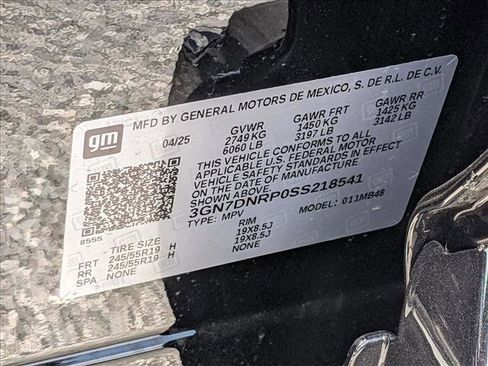 MFD BY GENERAL MOTORS DE MEXICO, S. DE R.L. DE C.V.
gm
04/25 GVWR GAWR FRT GAWR RR
2749 KG 1450 KG 1425 KG
6060 LB 3197 LB 3142 LB
THIS VEHICLE CONFORMS TO ALL
APPLICABLE U.S. FEDERAL MOTOR
VEHICLE SAFETY STANDARDS IN EFFECT
ON THE DATE OF MANUFACTURE
SHOWN ABOVE.
3GN7DNRP0SS218541
TYPE: MPV MODEL: 011MB48
8555
TIRE SIZE RIM
FRT 245/55R19 H 19X8.5J
RR 245/55R19 H 19X8.5J
SPA NONE NONE